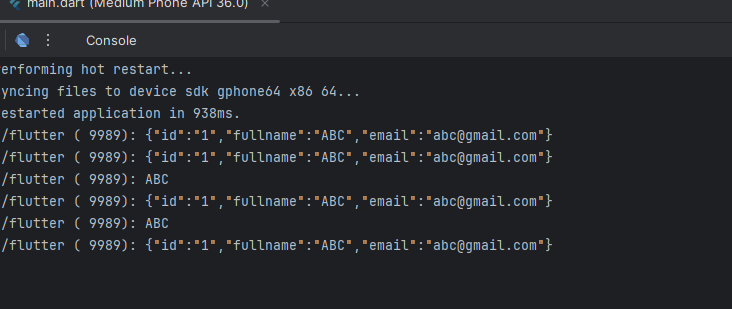 main.dart (Medium Phone API 36.0)
Console
erforming hot restart...
yncing files to device sdk gphone64 x86 64...
estarted application in 938ms.
/flutter ( 9989): {"id":"1","fullname":"ABC","email":"abc@gmail.com"}
/flutter ( 9989): {"id":"1","fullname":"ABC","email":"abc@gmail.com"}
/flutter ( 9989): ABC
/flutter ( 9989): {"id":"1","fullname":"ABC","email":"abc@gmail.com"}
/flutter ( 9989): ABC
/flutter ( 9989): {"id":"1","fullname":"ABC","email":"abc@gmail.com"}